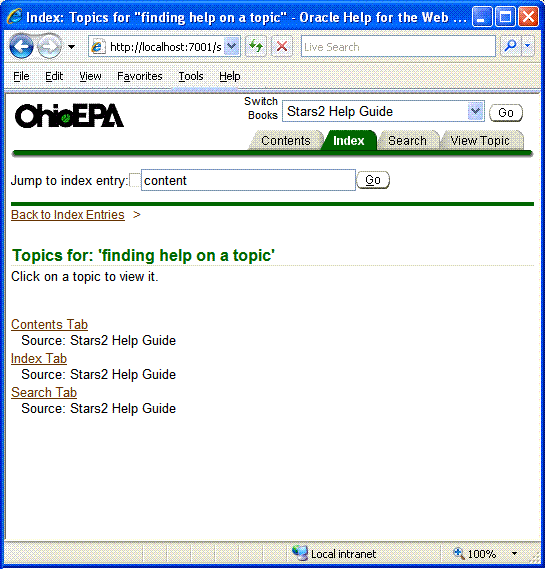 Index: Topics for "finding help on a topic" - Oracle Help for the Web ...
http://localhost:7001/s
Live Search
File Edit View Favorites Tools Help
OhioEPA
Switch Books
Stars2 Help Guide
Go
Contents Index Search View Topic
Jump to index entry: content Go
Back to Index Entries >
Topics for: 'finding help on a topic'
Click on a topic to view it.
Contents Tab
Source: Stars2 Help Guide
Index Tab
Source: Stars2 Help Guide
Search Tab
Source: Stars2 Help Guide
Local intranet 100%